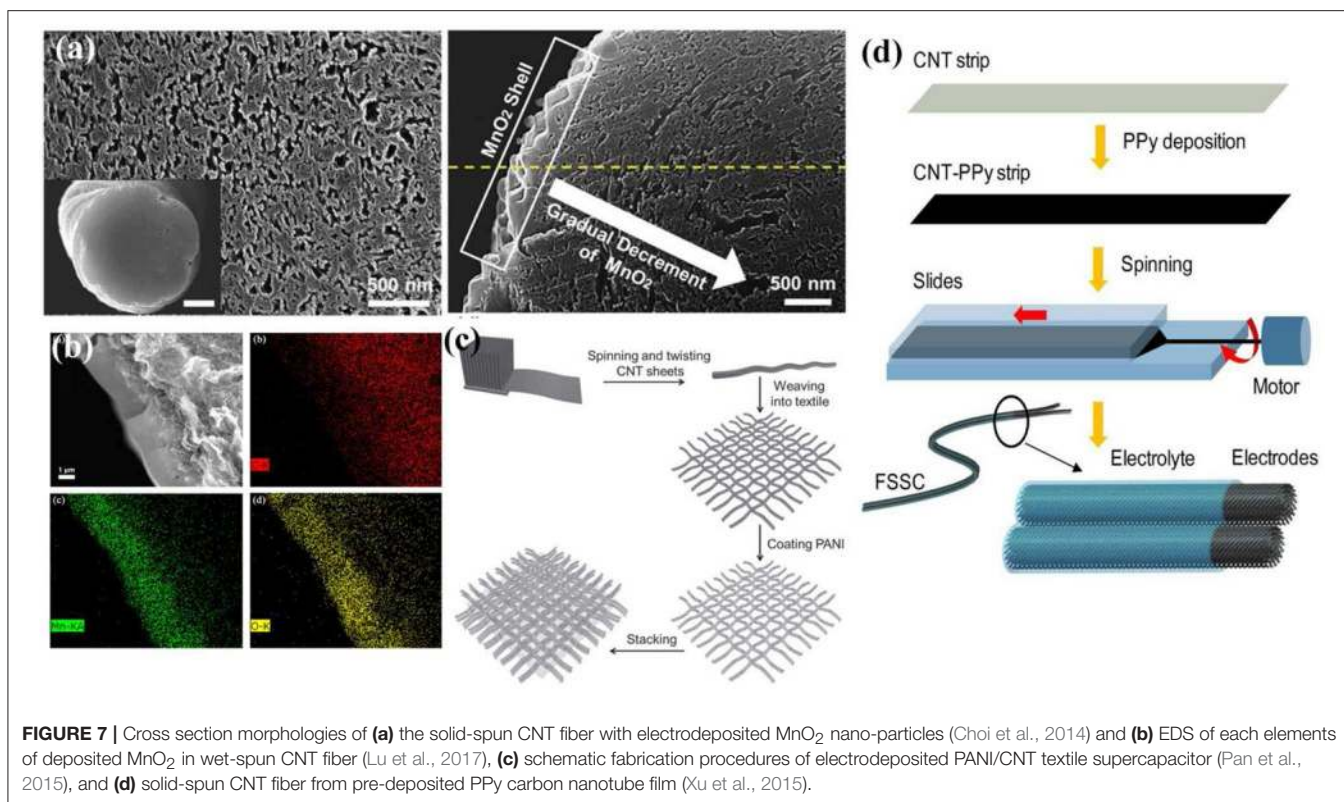 (a)
500 nm
MnO₂ Shell
Gradual Decrement
of MnO₂
500 nm
(b)
(b)
1 μm
(c)
Mn-KA
(d)
O-K
(c)
Spinning and twisting
CNT sheets
Weaving
into textile
Coating PANI
Stacking
(d)
CNT strip
PPy deposition
CNT-PPy strip
Spinning
Slides
Motor
FSSC
Electrolyte
Electrodes
FIGURE 7 | Cross section morphologies of (a) the solid-spun CNT fiber with electrodeposited MnO₂ nano-particles (Choi et al., 2014) and (b) EDS of each elements
of deposited MnO₂ in wet-spun CNT fiber (Lu et al., 2017), (c) schematic fabrication procedures of electrodeposited PANI/CNT textile supercapacitor (Pan et al.,
2015), and (d) solid-spun CNT fiber from pre-deposited PPy carbon nanotube film (Xu et al., 2015).